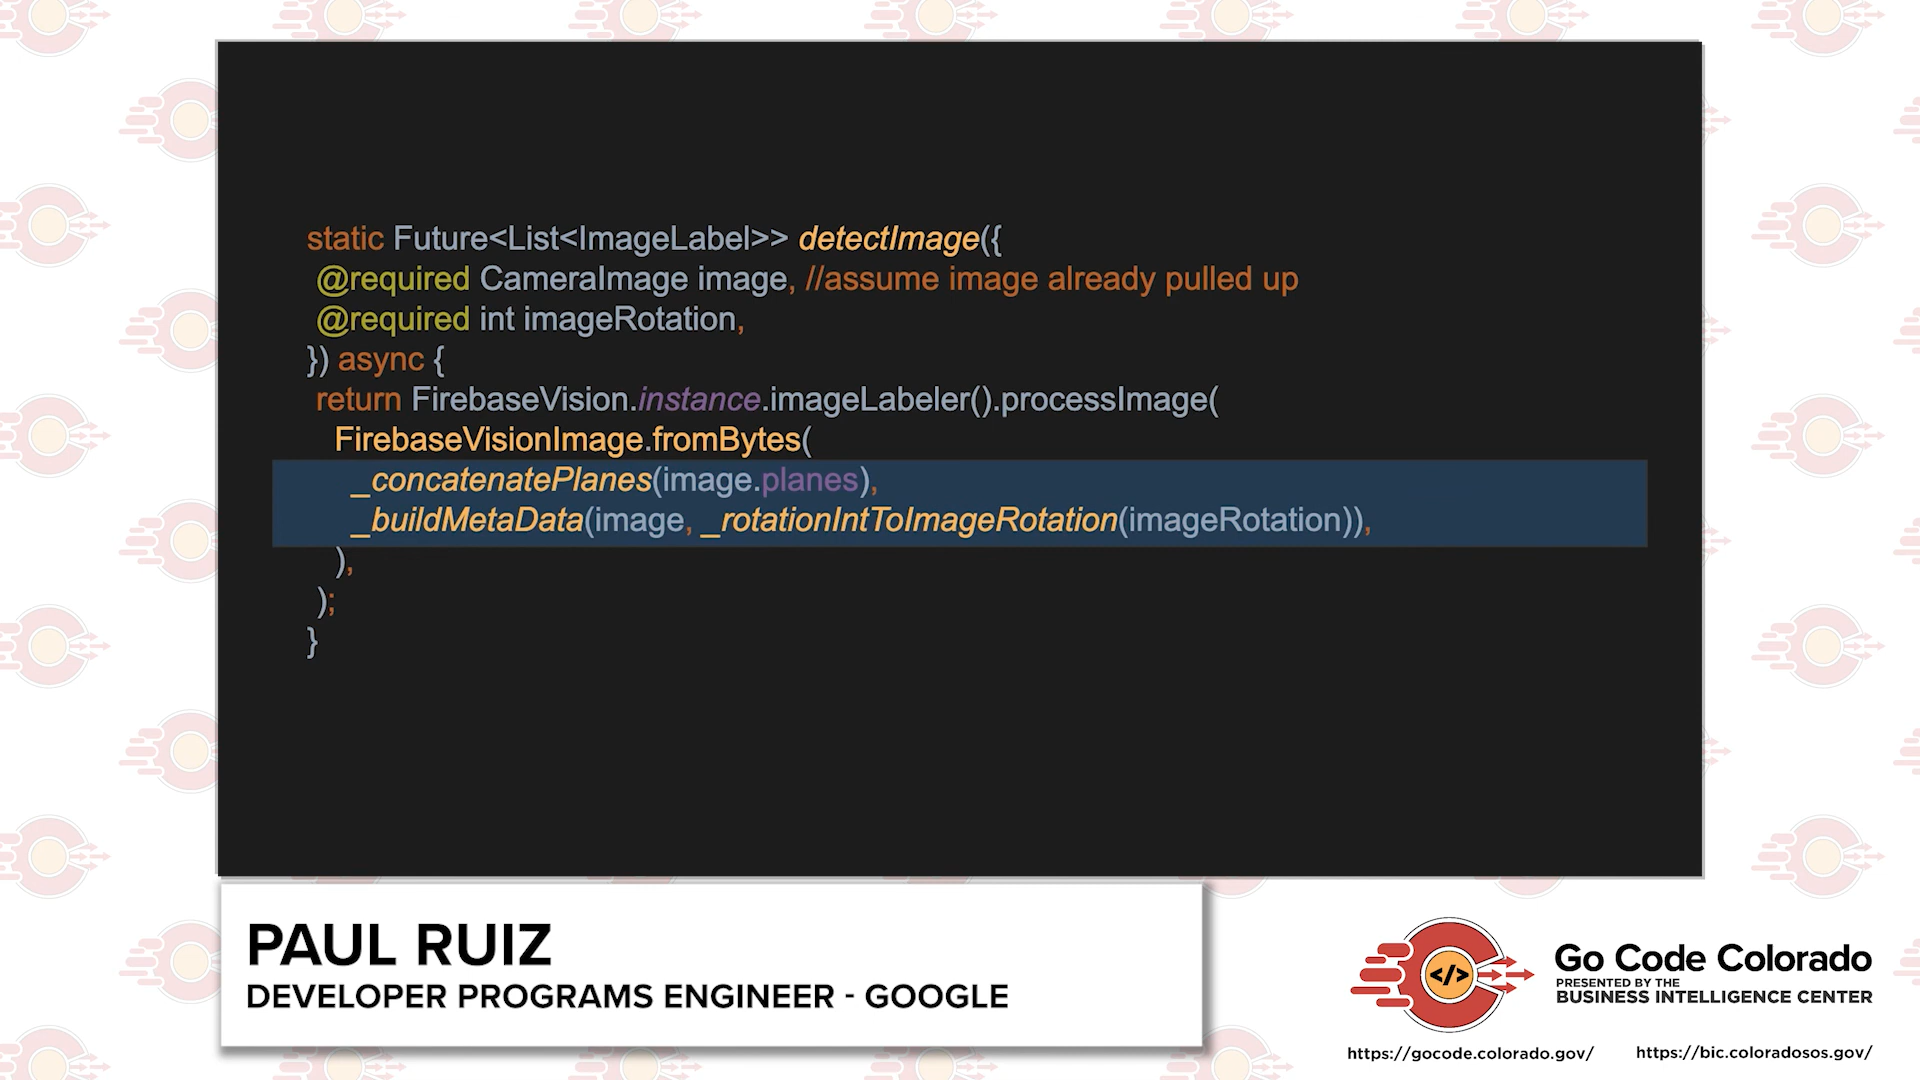 static Future<List<ImageLabel>> detectImage({
@required CameraImage image, //assume image already pulled up
@required int imageRotation,
}) async {
return FirebaseVision.instance.imageLabeler().processImage(
FirebaseVisionImage.fromBytes(
_concatenatePlanes(image.planes),
_buildMetaData(image, _rotationIntToImageRotation(imageRotation)),
),
);
}
PAUL RUIZ
DEVELOPER PROGRAMS ENGINEER - GOOGLE
</>
Go Code Colorado
PRESENTED BY THE
BUSINESS INTELLIGENCE CENTER
https://gocode.colorado.gov/ https://bic.coloradosos.gov/